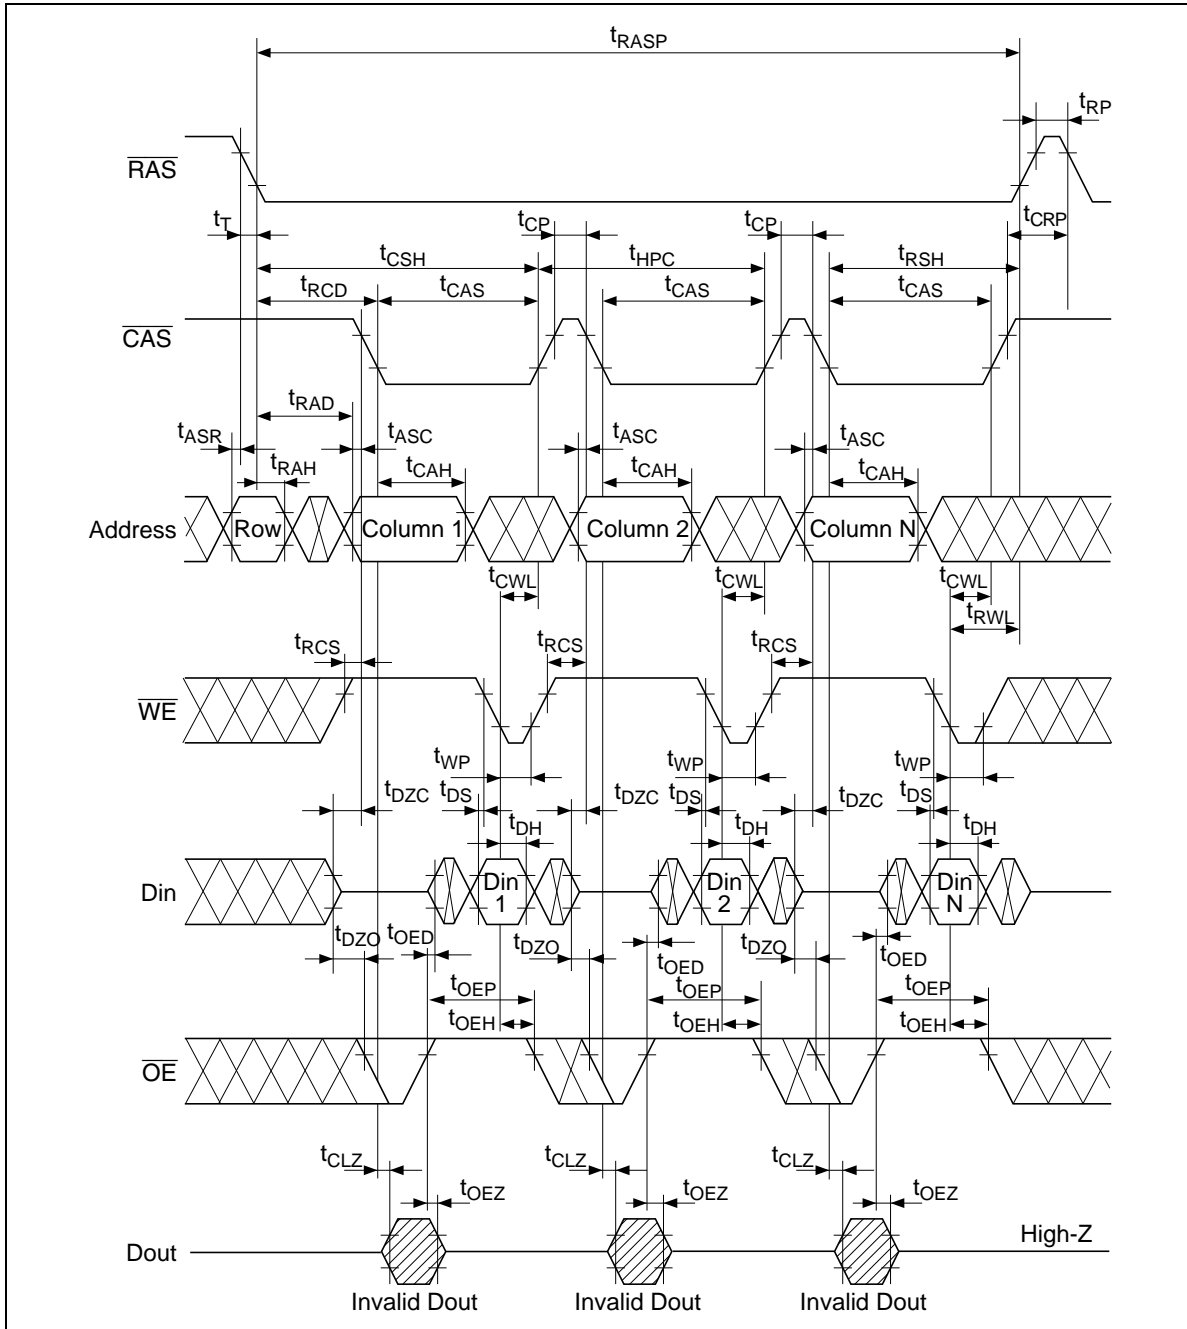 tRASP
tRP
RAS
tT
tCP
tCP
tCRP
tCSH
tHPC
tRSH
tRCD
tCAS
tCAS
tCAS
CAS
tRAD
tASR
tASC
tASC
tASC
tRAH
tCAH
tCAH
tCAH
Address
Row
Column 1
Column 2
Column N
tCWL
tCWL
tCWL
tRWL
tRCS
tRCS
tRCS
WE
tWP
tWP
tWP
tDZC
tDS
tDZC
tDS
tDZC
tDS
tDH
tDH
tDH
Din
Din 1
Din 2
Din N
tDZO
tOED
tDZO
tOED
tDZO
tOED
tOEP
tOEP
tOEP
tOEH
tOEH
tOEH
OE
tCLZ
tCLZ
tCLZ
tOEZ
tOEZ
tOEZ
Dout
High-Z
Invalid Dout
Invalid Dout
Invalid Dout